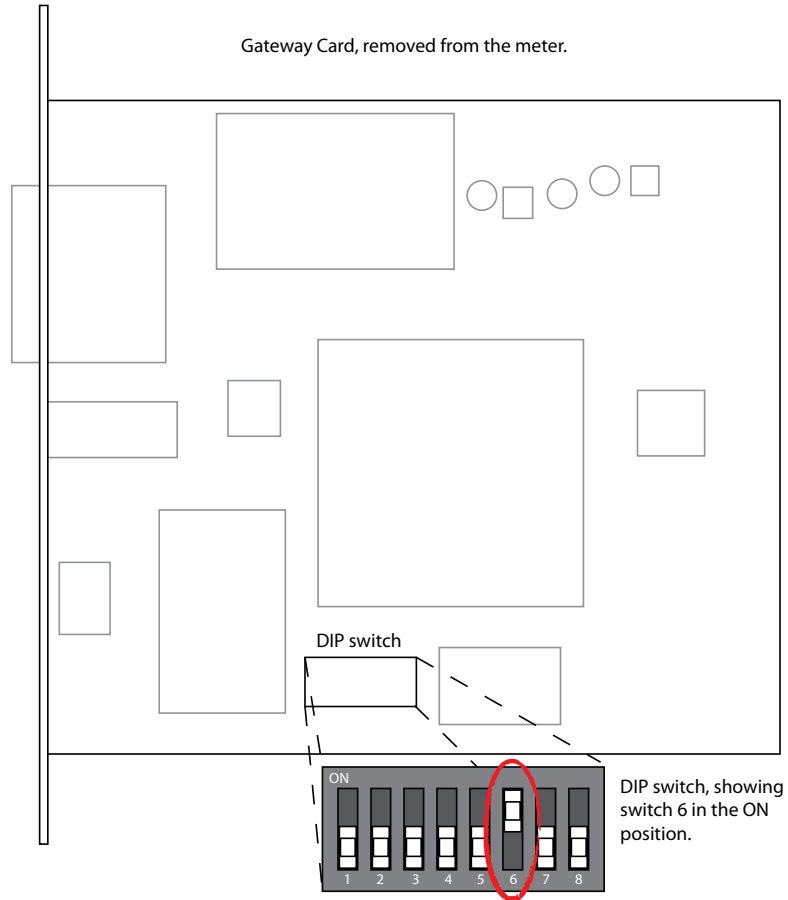 Gateway Card, removed from the meter.
DIP switch
ON
1 2 3 4 5 6 7 8
DIP switch, showing
switch 6 in the ON
position.